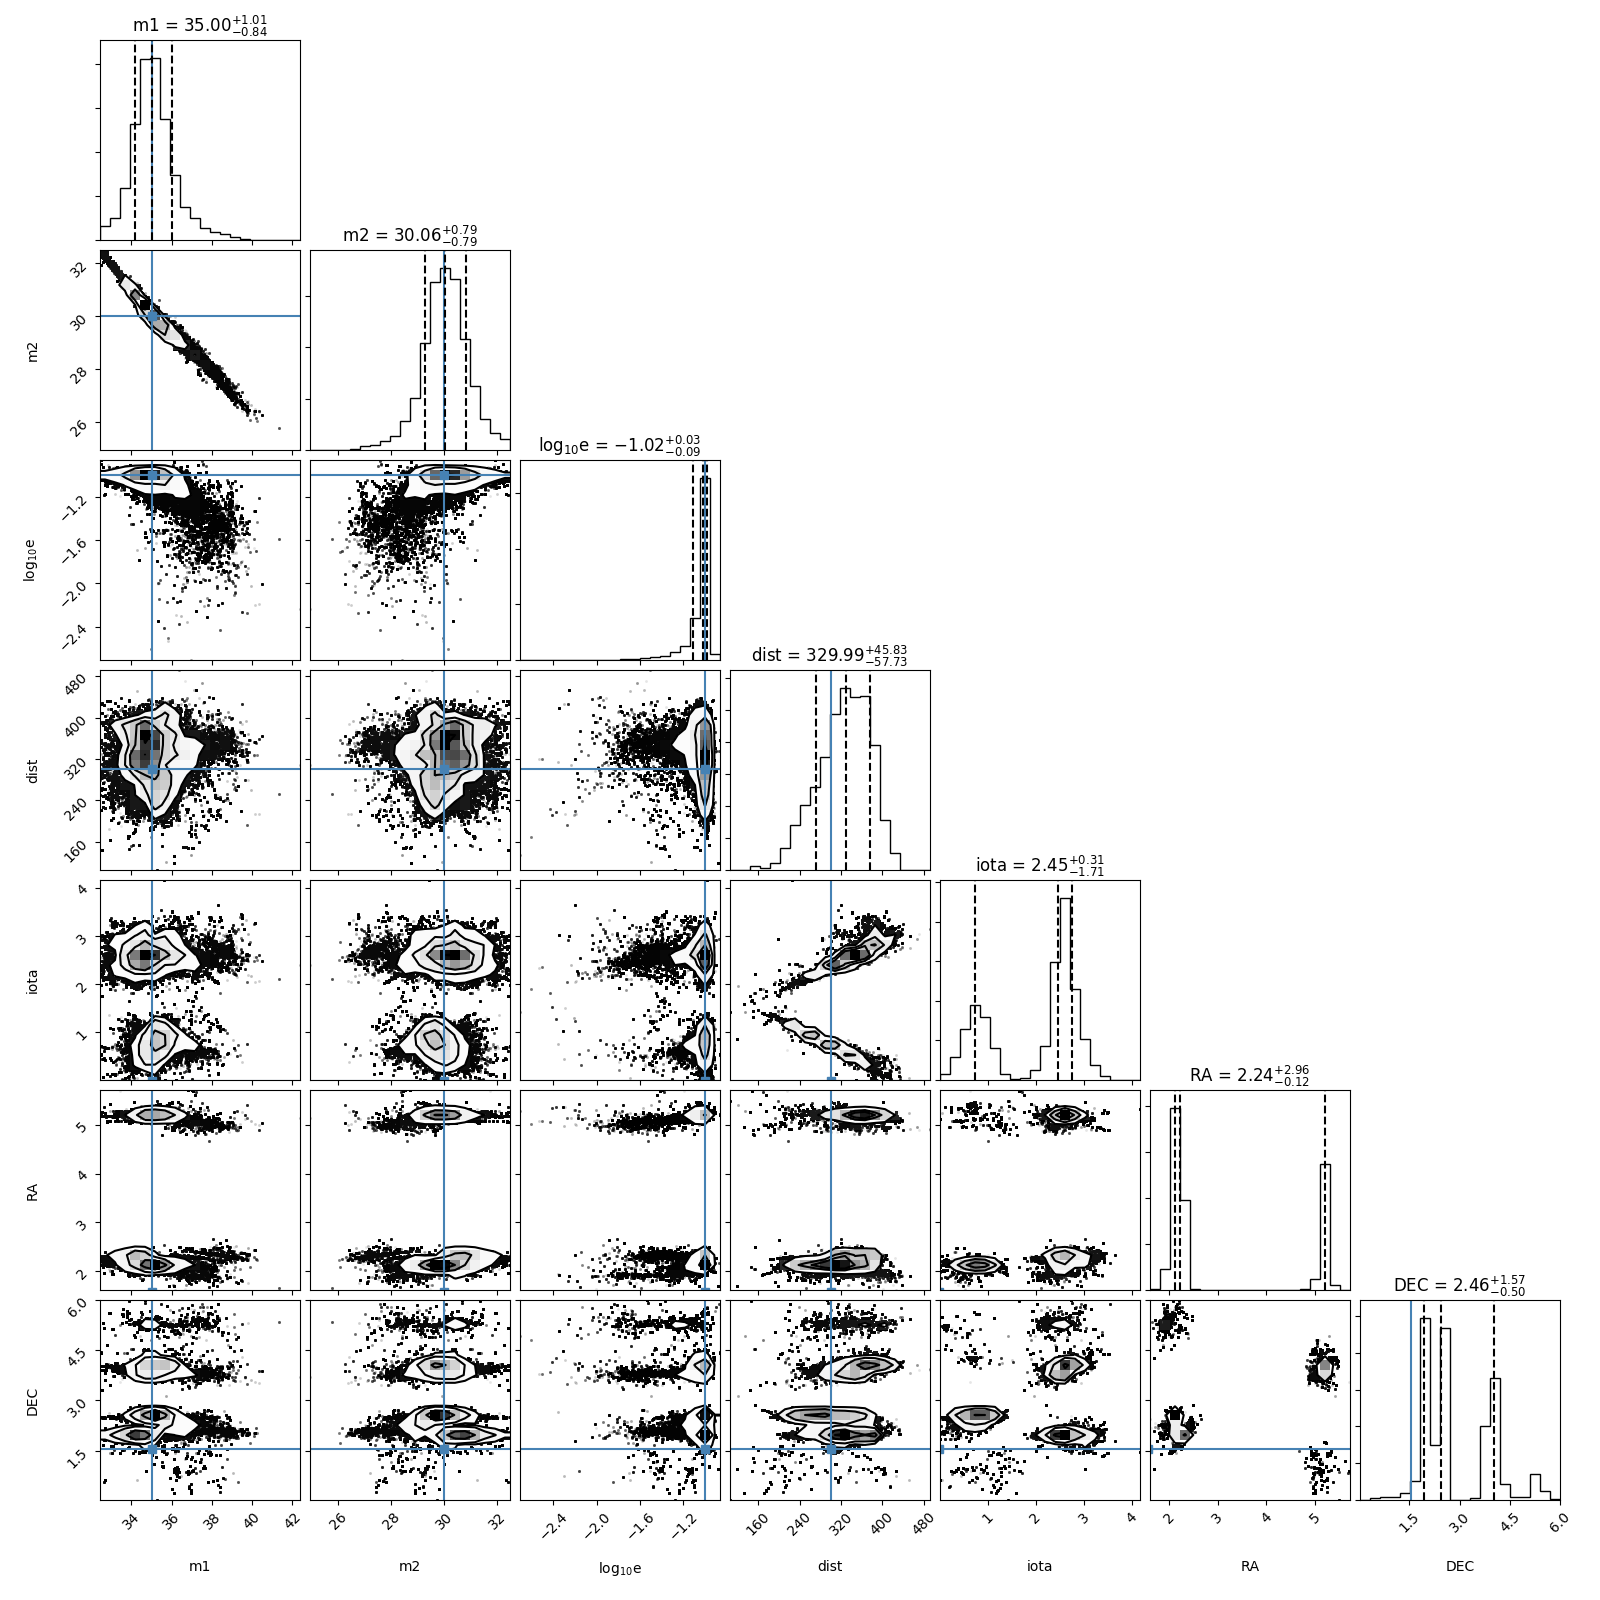 m1 = 35.00+1.01−0.84
m2 = 30.06+0.79−0.79
log10e = −1.02+0.03−0.09
dist = 329.99+45.83−57.73
iota = 2.45+0.31−1.71
RA = 2.24+2.96−0.12
DEC = 2.46+1.57−0.50
m2
32
30
28
26
log10e
−1.2
−1.6
−2.0
−2.4
dist
480
400
320
240
160
iota
4
3
2
1
RA
5
4
3
2
DEC
6.0
4.5
3.0
1.5
34 36 38 40 42
26 28 30 32
−2.4 −2.0 −1.6 −1.2
160 240 320 400 480
1 2 3 4
2 3 4 5
1.5 3.0 4.5 6.0
m1 m2 log10e dist iota RA DEC